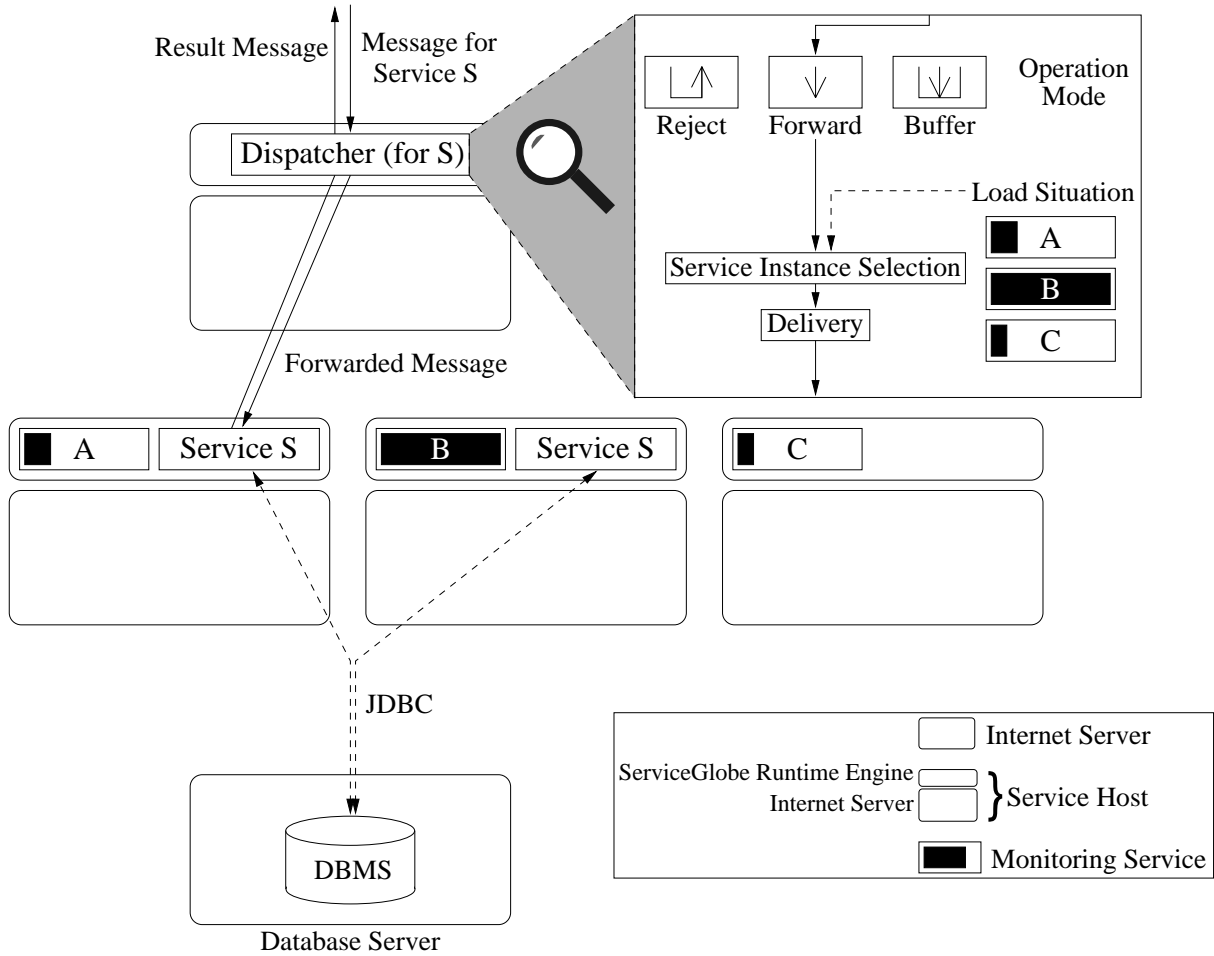 Result Message
Message for
Service S
Dispatcher (for S)
Reject
Forward
Buffer
Operation
Mode
Load Situation
A
B
C
Service Instance Selection
Delivery
Forwarded Message
A
Service S
B
Service S
C
JDBC
DBMS
Database Server
Internet Server
ServiceGlobe Runtime Engine
Internet Server
Service Host
Monitoring Service